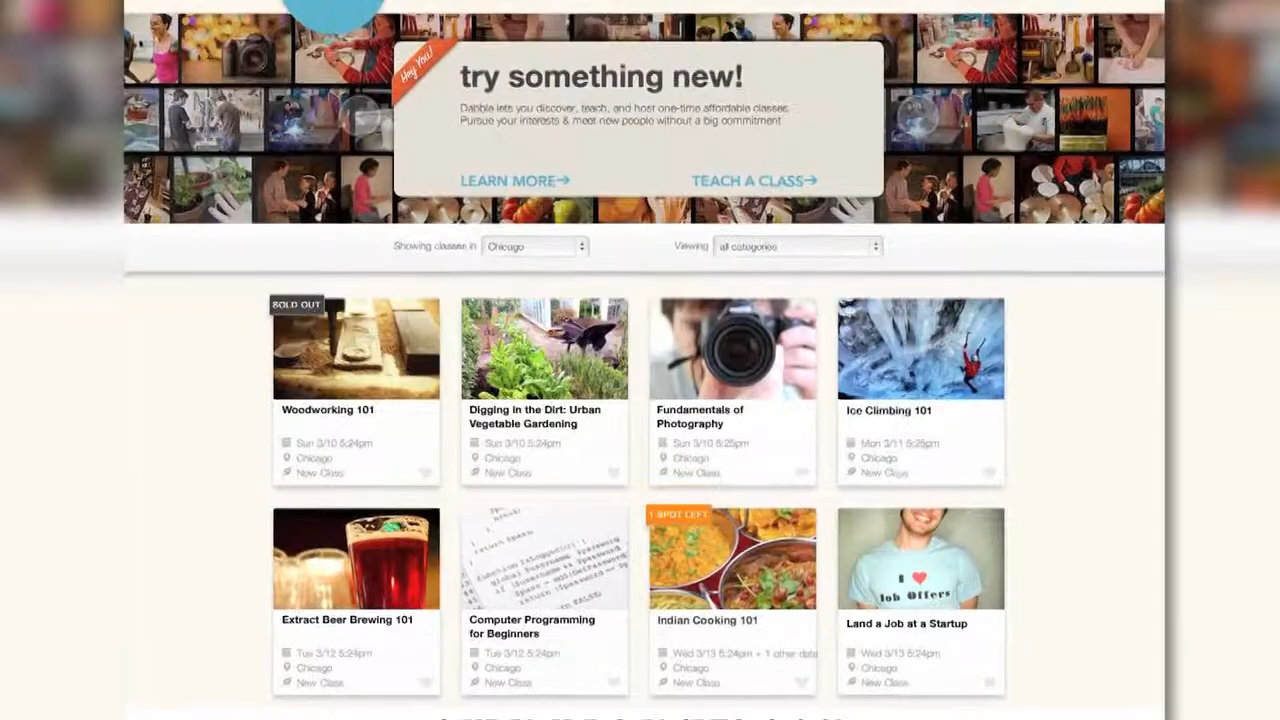 Hey You!
try something new!
Dabble lets you discover, teach, and host one-time affordable classes
Pursue your interests & meet new people without a big commitment
LEARN MORE→ TEACH A CLASS→
Showing classes in Chicago Viewing all categories
SOLD OUT
Woodworking 101
Sun 3/10 5:24pm
Chicago
New Class
Digging in the Dirt: Urban
Vegetable Gardening
Sun 3/10 5:24pm
Chicago
New Class
Fundamentals of
Photography
Sun 3/10 5:25pm
Chicago
New Class
Ice Climbing 101
Mon 3/11 5:25pm
Chicago
New Class
Extract Beer Brewing 101
Tue 3/12 5:24pm
Chicago
New Class
return $pass
Computer Programming
for Beginners
Tue 3/12 5:24pm
Chicago
New Class
1 SPOT LEFT
Indian Cooking 101
Wed 3/13 5:24pm + 1 other date
Chicago
New Class
I ♥
Job Offers
Land a Job at a Startup
Wed 3/13 5:24pm
Chicago
New Class